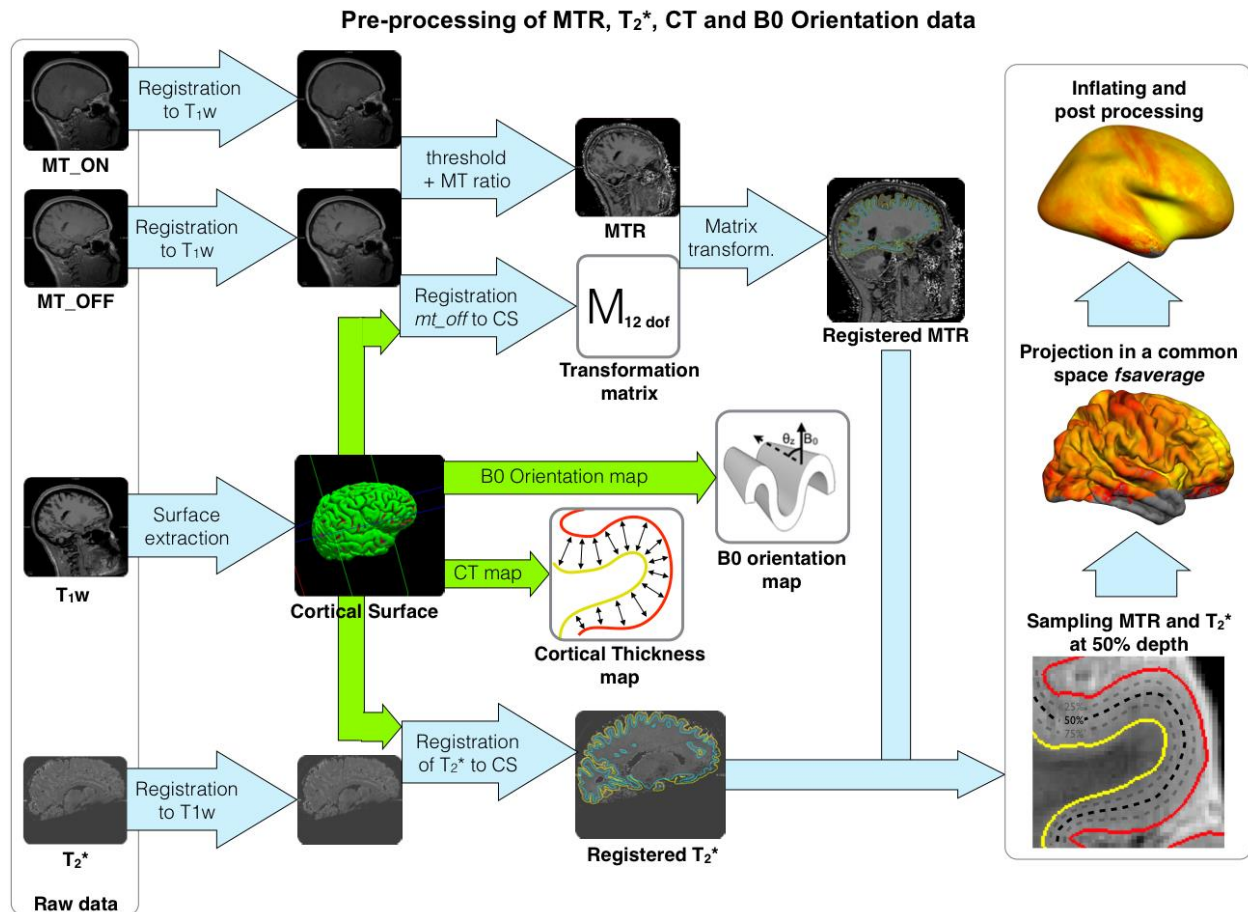 Pre-processing of MTR, T₂*, CT and B0 Orientation data
MT_ON
Registration
to T₁w
MT_OFF
Registration
to T₁w
threshold
+ MT ratio
MTR
Registration
mt_off to CS
M 12 dof
Transformation
matrix
Matrix
transform.
Registered MTR
T₁w
Surface
extraction
Cortical Surface
B0 Orientation map
θz B₀
B0 orientation
map
CT map
Cortical Thickness
map
T₂*
Raw data
Registration
to T1w
Registration
of T₂* to CS
Registered T₂*
Inflating and
post processing
Projection in a common
space fsaverage
Sampling MTR and T₂*
at 50% depth
25%
50%
75%